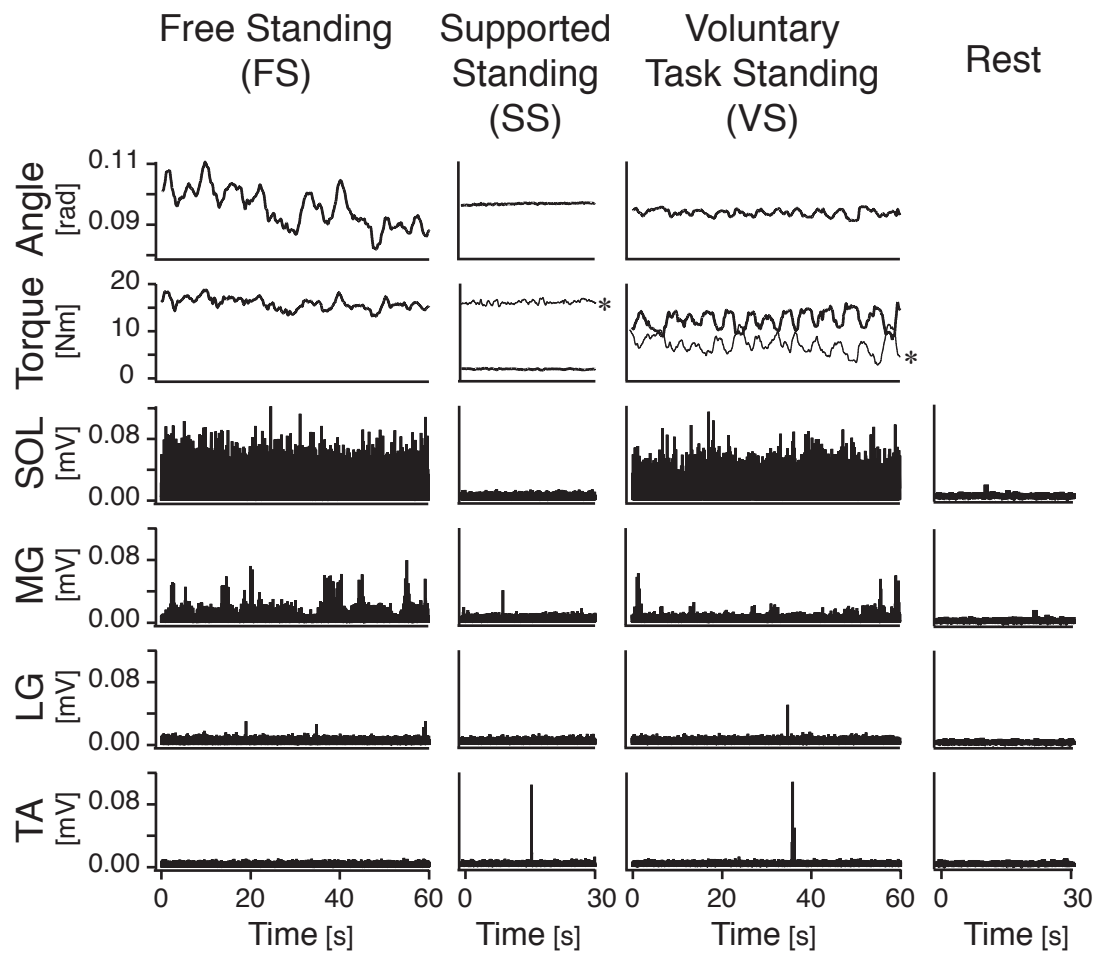 Free Standing
(FS)
Supported
Standing
(SS)
Voluntary
Task Standing
(VS)
Rest
Angle
[rad]
0.11
0.09
Torque
[Nm]
20
10
0
*
*
SOL
[mV]
0.08
0.00
MG
[mV]
0.08
0.00
LG
[mV]
0.08
0.00
TA
[mV]
0.08
0.00
0 20 40 60
0 30
0 20 40 60
0 30
Time [s]
Time [s]
Time [s]
Time [s]